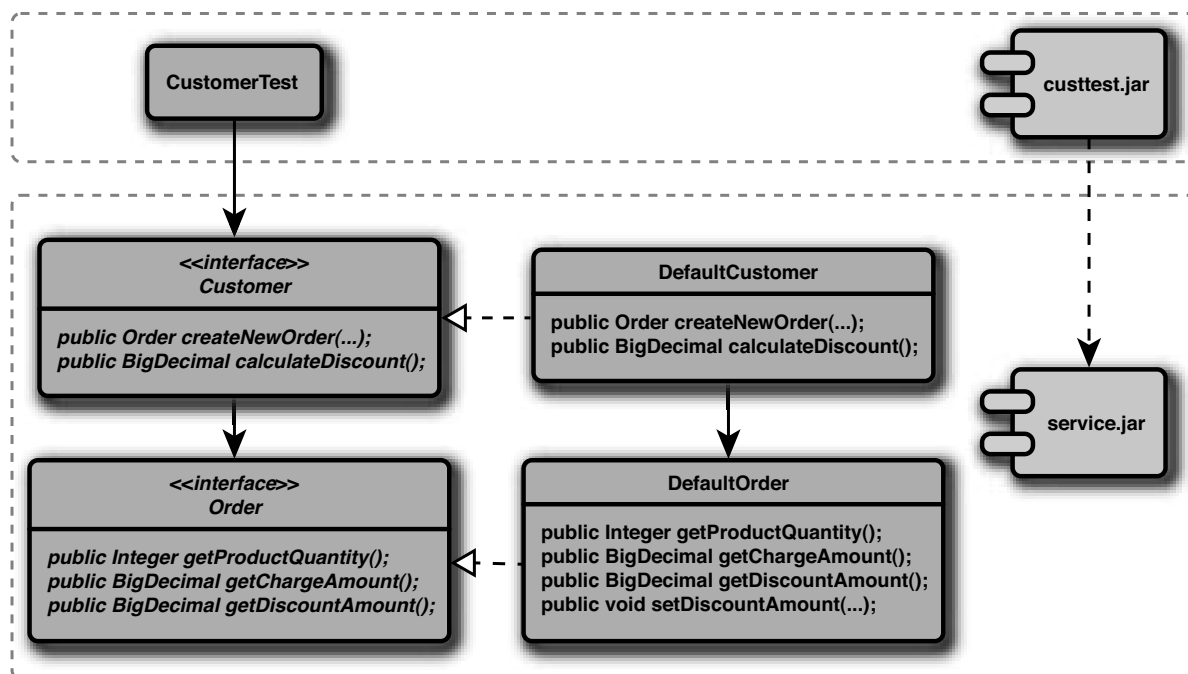 CustomerTest
custtest.jar
<<interface>>
Customer
public Order createNewOrder(...);
public BigDecimal calculateDiscount();
DefaultCustomer
public Order createNewOrder(...);
public BigDecimal calculateDiscount();
service.jar
<<interface>>
Order
public Integer getProductQuantity();
public BigDecimal getChargeAmount();
public BigDecimal getDiscountAmount();
DefaultOrder
public Integer getProductQuantity();
public BigDecimal getChargeAmount();
public BigDecimal getDiscountAmount();
public void setDiscountAmount(...);